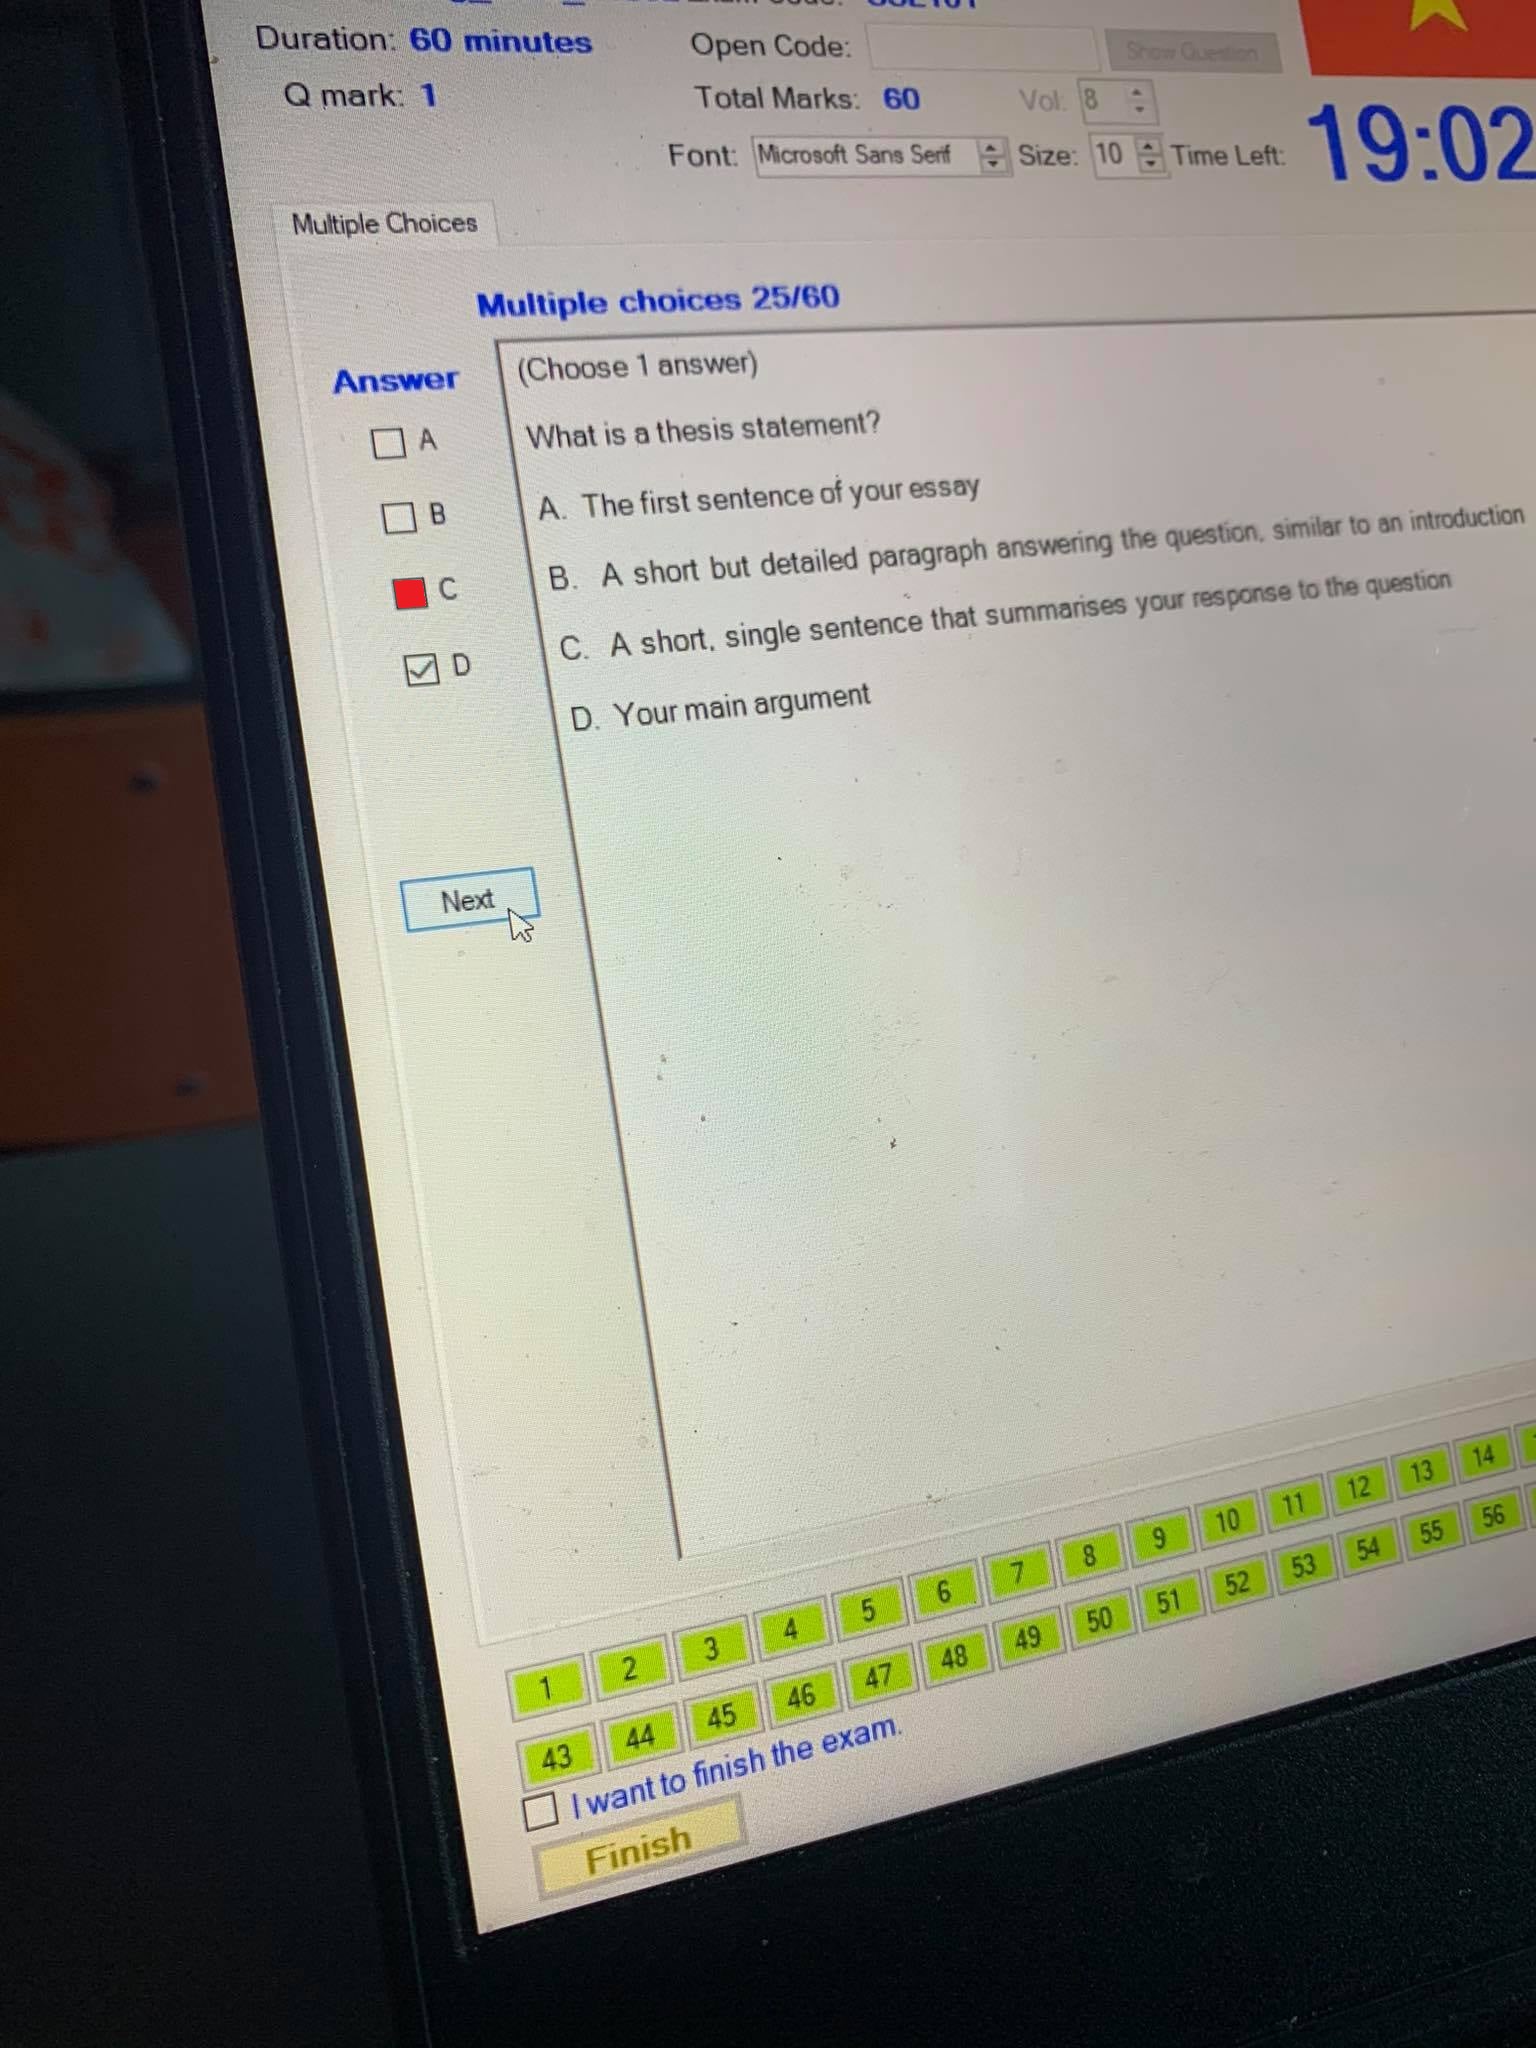 Duration: 60 minutes
Open Code:
Show Question
Q mark: 1
Total Marks: 60
Vol: 8
Font: Microsoft Sans Serif
Size: 10
Time Left: 19:02
Multiple Choices
Multiple choices 25/60
Answer
(Choose 1 answer)
What is a thesis statement?
A. The first sentence of your essay
B. A short but detailed paragraph answering the question, similar to an introduction
C. A short, single sentence that summarises your response to the question
D. Your main argument
A
B
C
D
Next
1 2 3 4 5 6 7 8 9 10 11 12 13 14
43 44 45 46 47 48 49 50 51 52 53 54 55 56
I want to finish the exam.
Finish